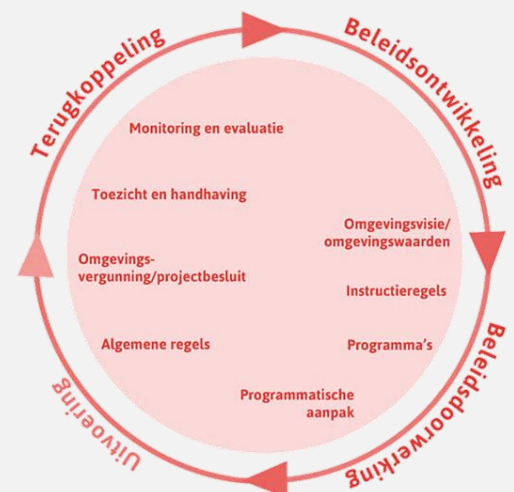 Terugkoppeling
Beleidsontwikkeling
Monitoring en evaluatie
Toezicht en handhaving
Omgevingsvisie/
omgevingswaarden
Omgevings-
vergunning/projectbesluit
Instructieregels
Algemene regels
Programma's
Programmatische
aanpak
Uitvoering
Beleidsdoorwerking